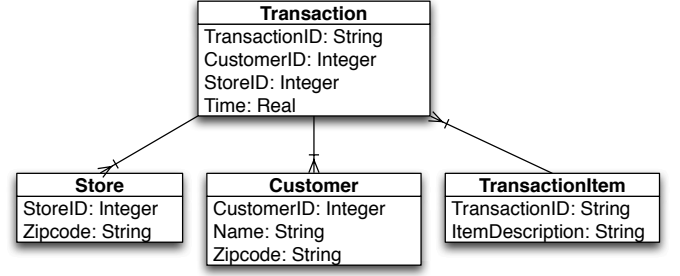 Transaction
TransactionID: String
CustomerID: Integer
StoreID: Integer
Time: Real
Store
StoreID: Integer
Zipcode: String
Customer
CustomerID: Integer
Name: String
Zipcode: String
TransactionItem
TransactionID: String
ItemDescription: String